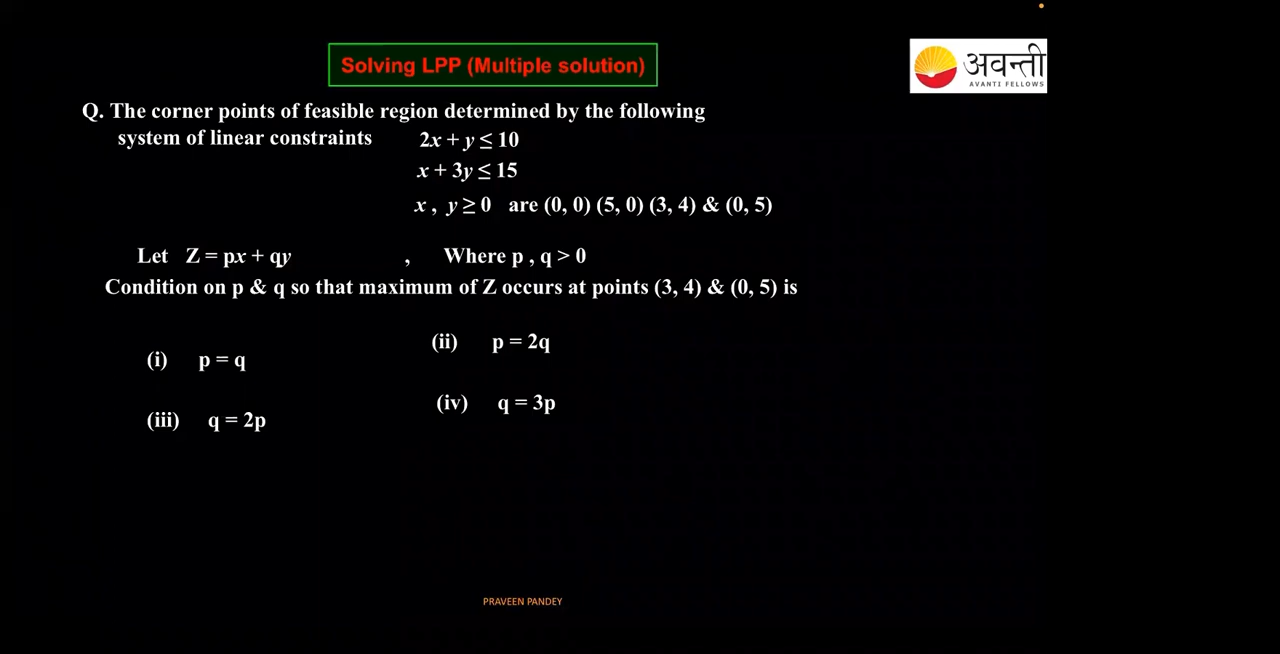 Solving LPP (Multiple solution)
अवन्ती
AVANTI FELLOWS
Q. The corner points of feasible region determined by the following
system of linear constraints 2x + y ≤ 10
x + 3y ≤ 15
x , y ≥ 0 are (0, 0) (5, 0) (3, 4) & (0, 5)
Let Z = px + qy , Where p , q > 0
Condition on p & q so that maximum of Z occurs at points (3, 4) & (0, 5) is
(i) p = q
(ii) p = 2q
(iii) q = 2p
(iv) q = 3p
PRAVEEN PANDEY